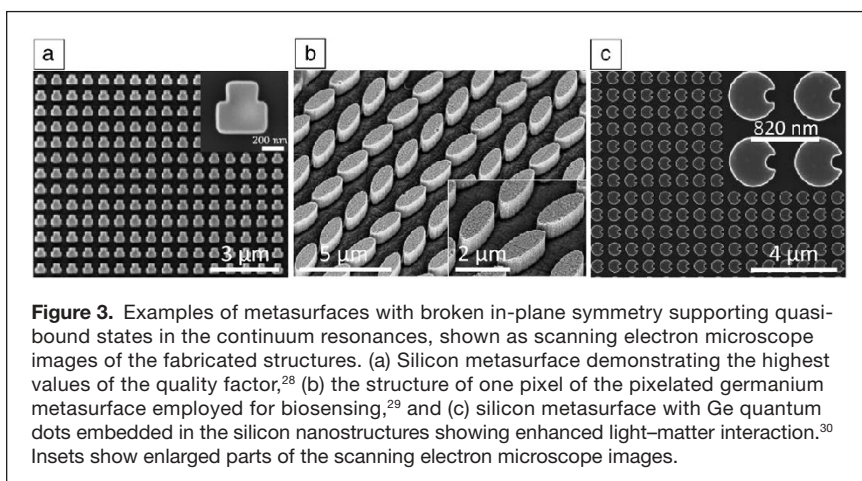 a
b
c
200 nm
820 nm
3 µm
5 µm
2 µm
4 µm
Figure 3. Examples of metasurfaces with broken in-plane symmetry supporting quasi-
bound states in the continuum resonances, shown as scanning electron microscope
images of the fabricated structures. (a) Silicon metasurface demonstrating the highest
values of the quality factor,28 (b) the structure of one pixel of the pixelated germanium
metasurface employed for biosensing,29 and (c) silicon metasurface with Ge quantum
dots embedded in the silicon nanostructures showing enhanced light–matter interaction.30
Insets show enlarged parts of the scanning electron microscope images.